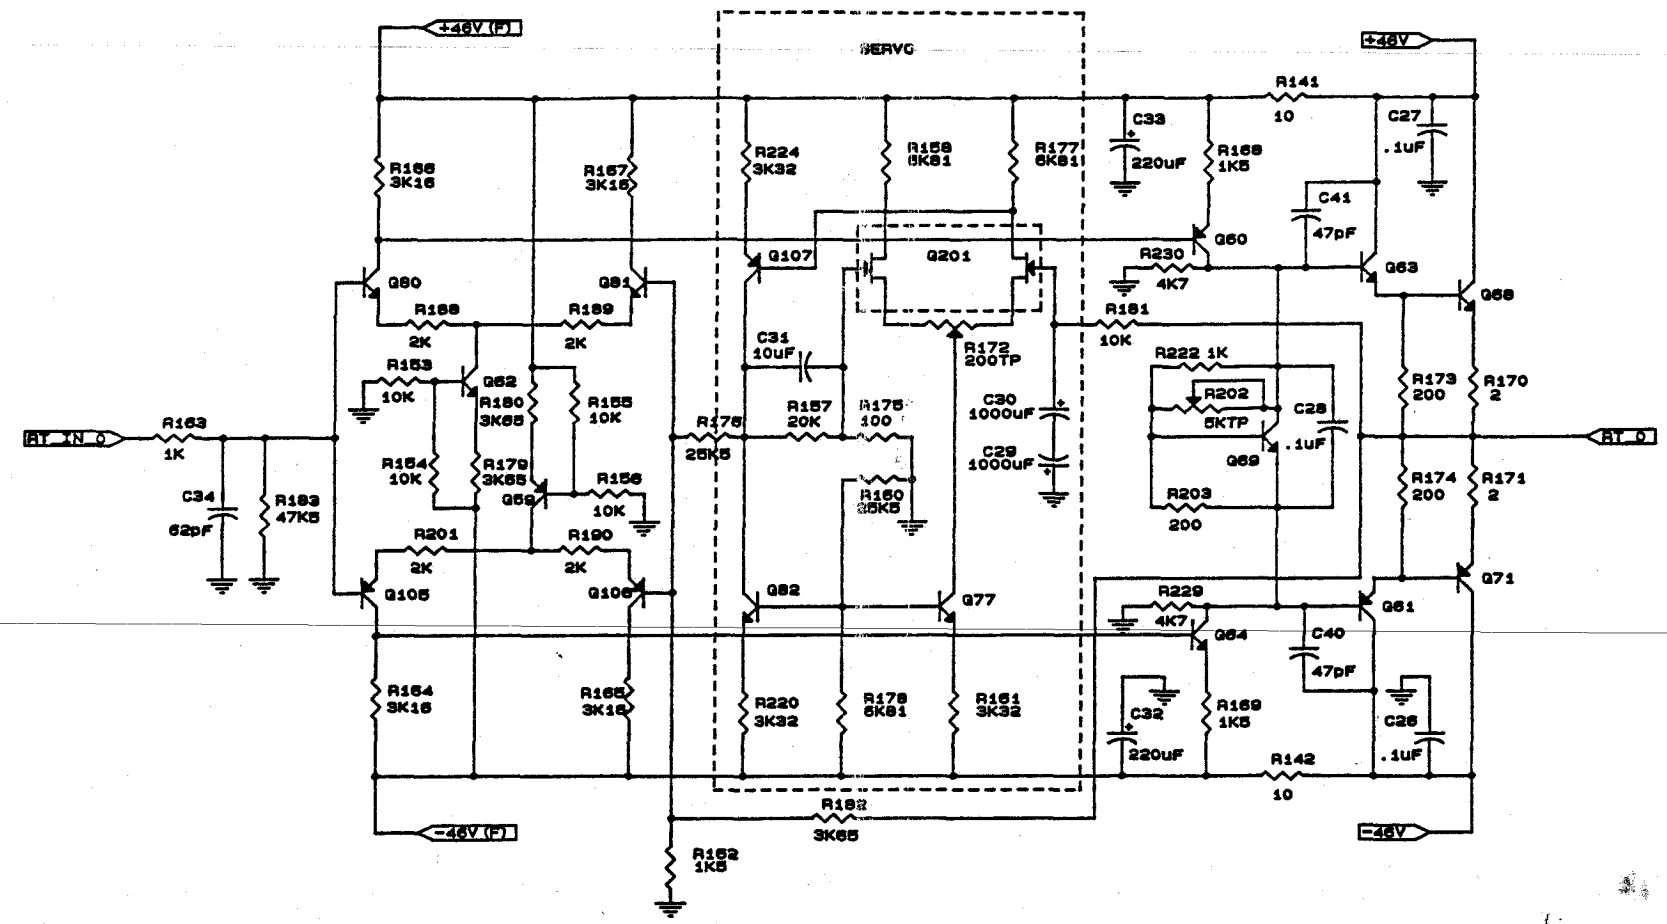 +46V (F)
SERVO
+46V
R141
10
C33
220uF
C27
.1uF
R166
3K16
R167
3K16
R224
3K32
R158
6K81
R177
6K81
R168
1K5
C41
47pF
Q60
Q107
Q201
R230
4K7
Q63
Q80
Q81
Q68
R188
2K
R189
2K
R181
10K
C31
10uF
R172
200TP
R222 1K
R153
10K
Q62
R180
3K65
R155
10K
R202
5KTP
R173
200
R170
2
C30
1000uF
R163
1K
RT IN 0
R176
25K5
R157
20K
R175
100
C28
.1uF
RT 0
Q69
C29
1000uF
R154
10K
R179
3K65
R156
10K
Q59
C34
62pF
R183
47K5
R160
25K5
R203
200
R174
200
R171
2
R201
2K
R190
2K
Q105
Q106
Q82
Q77
R229
4K7
Q61
Q71
Q64
C40
47pF
R164
3K16
R165
3K16
R220
3K32
R178
6K81
R161
3K32
C32
220uF
R169
1K5
C26
.1uF
R142
10
-46V (F)
R182
3K65
-46V
R162
1K5